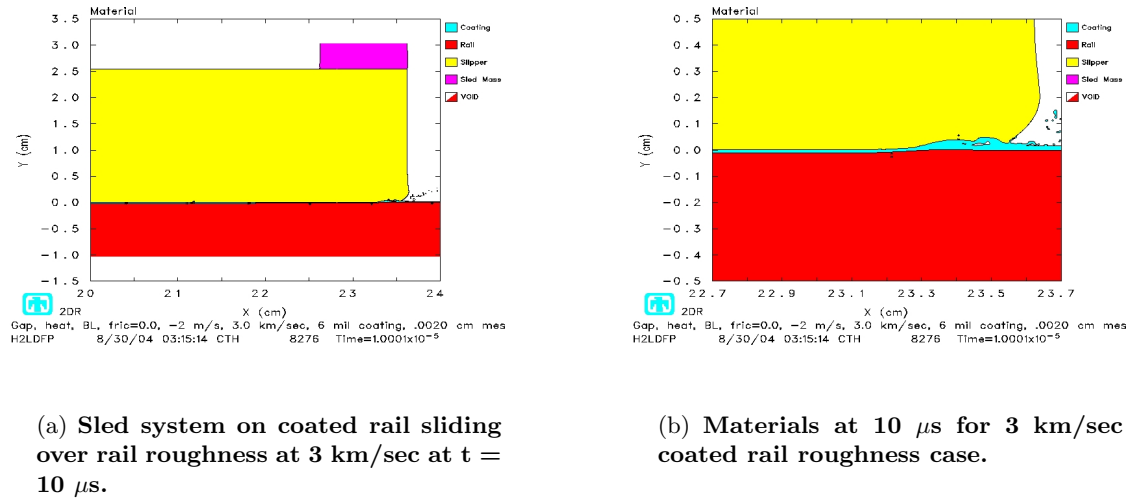 Material
3.5
3.0
2.5
2.0
1.5
1.0
0.5
0.0
-0.5
-1.0
-1.5
Y (cm)
20
21
22
23
24
X (cm)
Coating
Rail
Slipper
Sled Mass
VOID
2DR
Gap, heat, BL, fric=0.0, -2 m/s, 3.0 km/sec, 6 mil coating, .0020 cm mes
H2LDFP 8/30/04 03:15:14 CTH 8276 Time=1.0001x10⁻⁵
(a) Sled system on coated rail sliding
over rail roughness at 3 km/sec at t =
10 μs.
Material
0.5
0.4
0.3
0.2
0.1
0.0
-0.1
-0.2
-0.3
-0.4
-0.5
Y (cm)
22.7
22.9
23.1
23.3
23.5
23.7
X (cm)
Coating
Rail
Slipper
Sled Mass
VOID
2DR
Gap, heat, BL, fric=0.0, -2 m/s, 3.0 km/sec, 6 mil coating, .0020 cm mes
H2LDFP 8/30/04 03:15:14 CTH 8276 Time=1.0001x10⁻⁵
(b) Materials at 10 μs for 3 km/sec
coated rail roughness case.